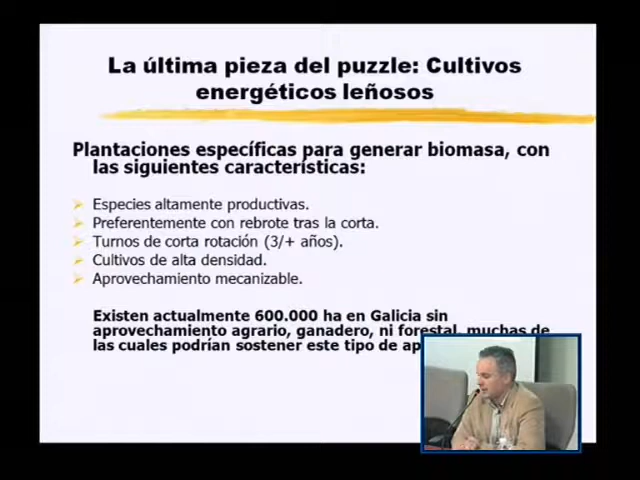 La última pieza del puzzle: Cultivos
energéticos leñosos
Plantaciones específicas para generar biomasa, con
las siguientes características:
Especies altamente productivas.
Preferentemente con rebrote tras la corta.
Turnos de corta rotación (3/+ años).
Cultivos de alta densidad.
Aprovechamiento mecanizable.
Existen actualmente 600.000 ha en Galicia sin
aprovechamiento agrario, ganadero, ni forestal, muchas de
las cuales podrían sostener este tipo de